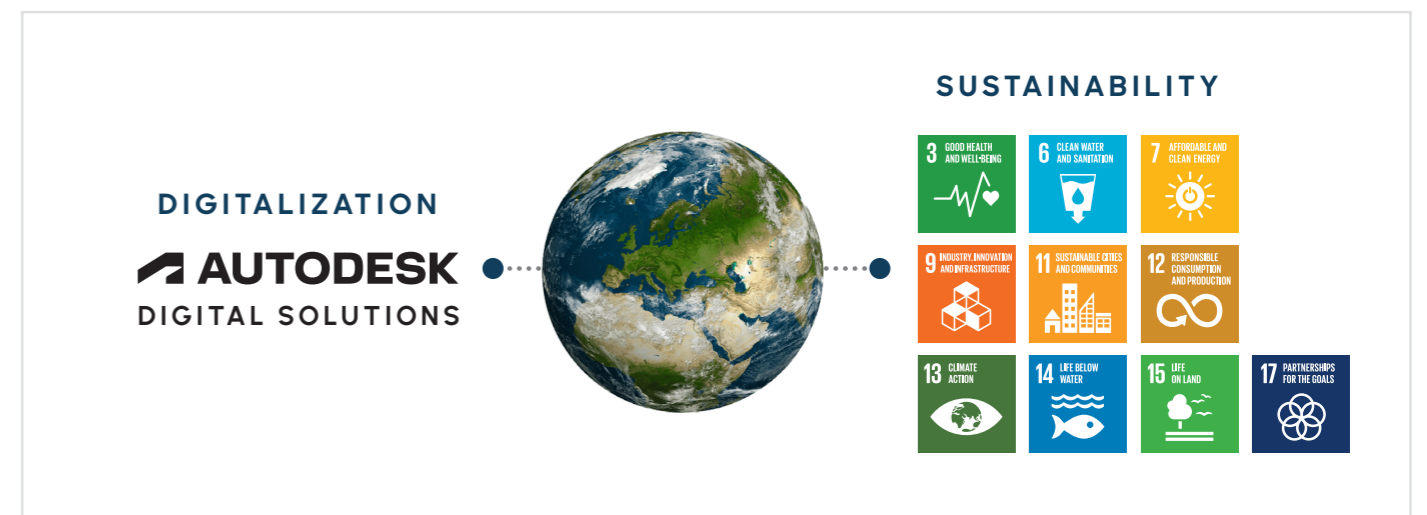 SUSTAINABILITY
DIGITALIZATION
AUTODESK
DIGITAL SOLUTIONS
3 GOOD HEALTH
AND WELL-BEING
6 CLEAN WATER
AND SANITATION
7 AFFORDABLE AND
CLEAN ENERGY
9 INDUSTRY, INNOVATION
AND INFRASTRUCTURE
11 SUSTAINABLE CITIES
AND COMMUNITIES
12 RESPONSIBLE
CONSUMPTION
AND PRODUCTION
13 CLIMATE
ACTION
14 LIFE BELOW
WATER
15 LIFE
ON LAND
17 PARTNERSHIPS
FOR THE GOALS